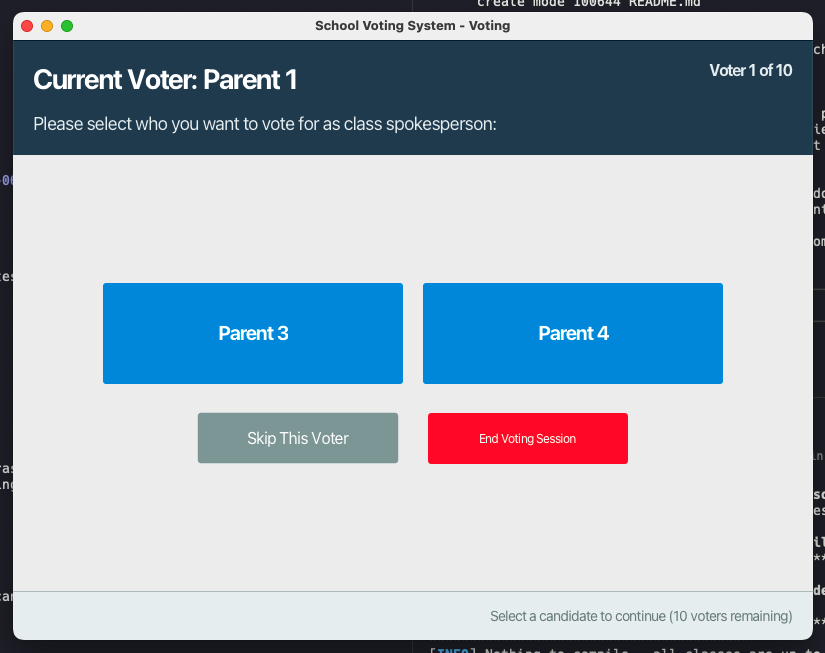 create mode 100644 README.md
School Voting System - Voting
Current Voter: Parent 1
Voter 1 of 10
Please select who you want to vote for as class spokesperson:
Parent 3
Parent 4
Skip This Voter
End Voting Session
Select a candidate to continue (10 voters remaining)
[INFO] Nothing to compile - all classes are up to